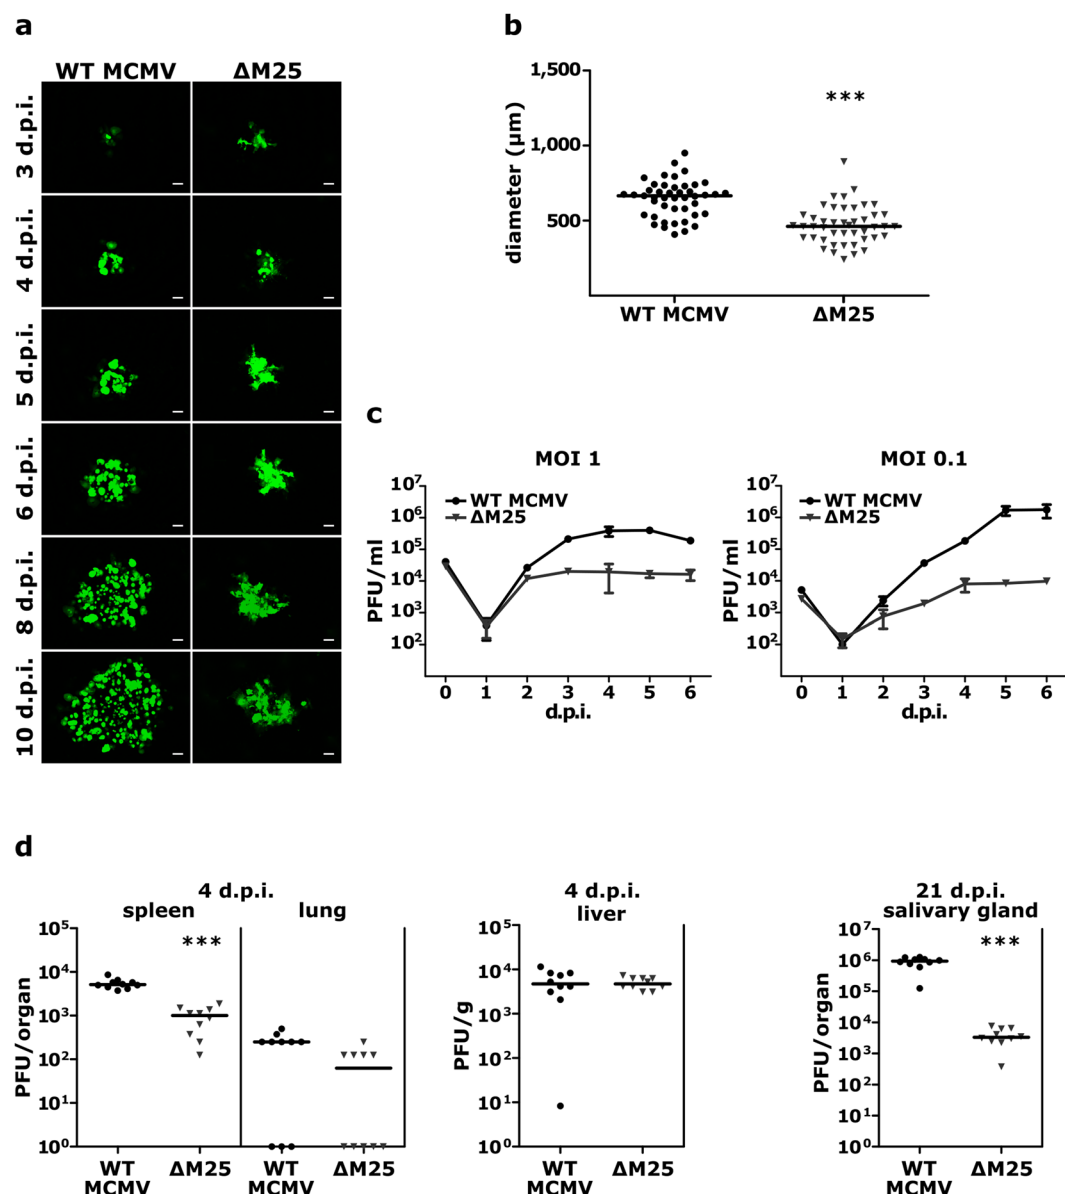 a
WT MCMV
ΔM25
3 d.p.i.
4 d.p.i.
5 d.p.i.
6 d.p.i.
8 d.p.i.
10 d.p.i.
b
diameter (µm)
1,500
1,000
500
***
WT MCMV
ΔM25
c
MOI 1
PFU/ml
10⁷
10⁶
10⁵
10⁴
10³
10²
WT MCMV
ΔM25
0 1 2 3 4 5 6
d.p.i.
MOI 0.1
PFU/ml
10⁷
10⁶
10⁵
10⁴
10³
10²
WT MCMV
ΔM25
0 1 2 3 4 5 6
d.p.i.
d
4 d.p.i.
spleen
lung
PFU/organ
10⁵
10⁴
10³
10²
10¹
10⁰
***
WT
MCMV
ΔM25
WT
MCMV
ΔM25
4 d.p.i.
liver
PFU/g
10⁵
10⁴
10³
10²
10¹
10⁰
WT
MCMV
ΔM25
21 d.p.i.
salivary gland
PFU/organ
10⁷
10⁶
10⁵
10⁴
10³
10²
10¹
10⁰
***
WT
MCMV
ΔM25